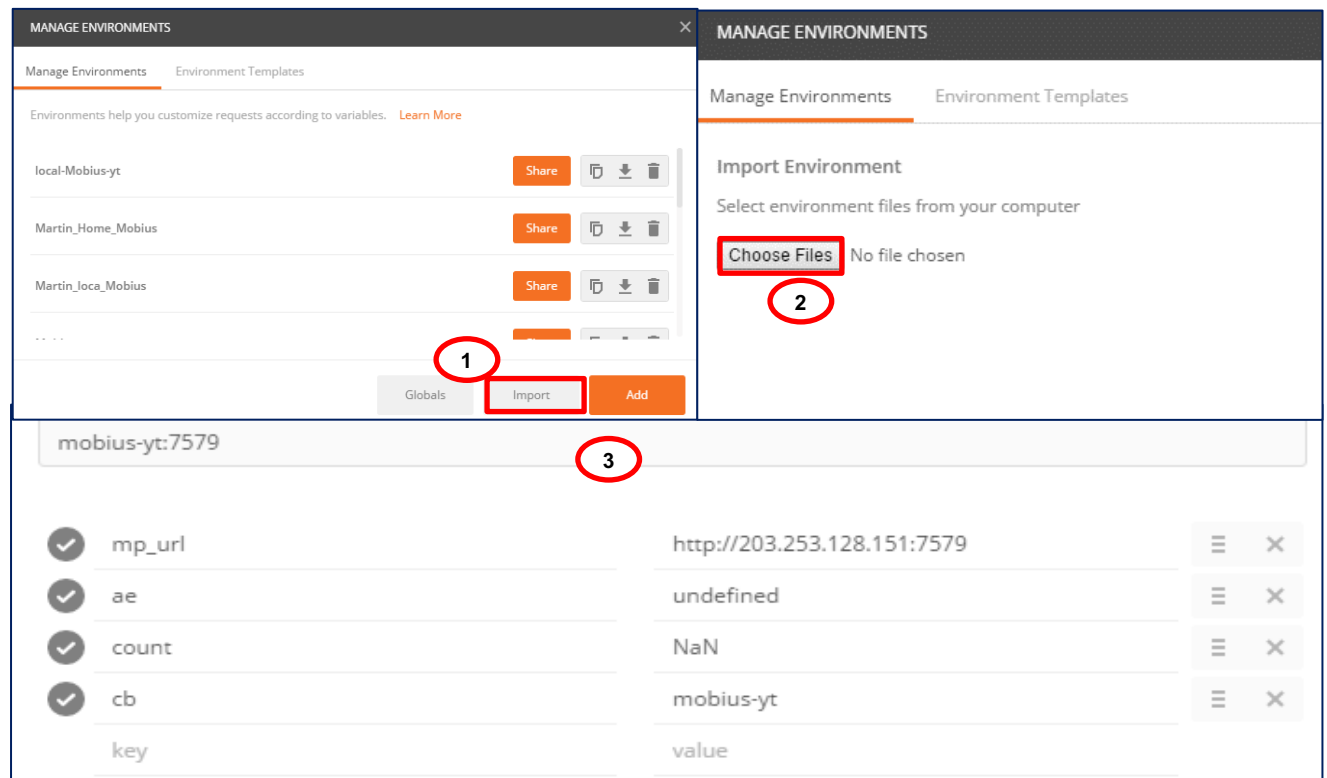 MANAGE ENVIRONMENTS
Manage Environments Environment Templates
Environments help you customize requests according to variables. Learn More
local-Mobius-yt Share
Martin_Home_Mobius Share
Martin_loca_Mobius Share
1
Globals Import Add
MANAGE ENVIRONMENTS
Manage Environments Environment Templates
Import Environment
Select environment files from your computer
Choose Files No file chosen
2
mobius-yt:7579
3
mp_url http://203.253.128.151:7579
ae undefined
count NaN
cb mobius-yt
key value